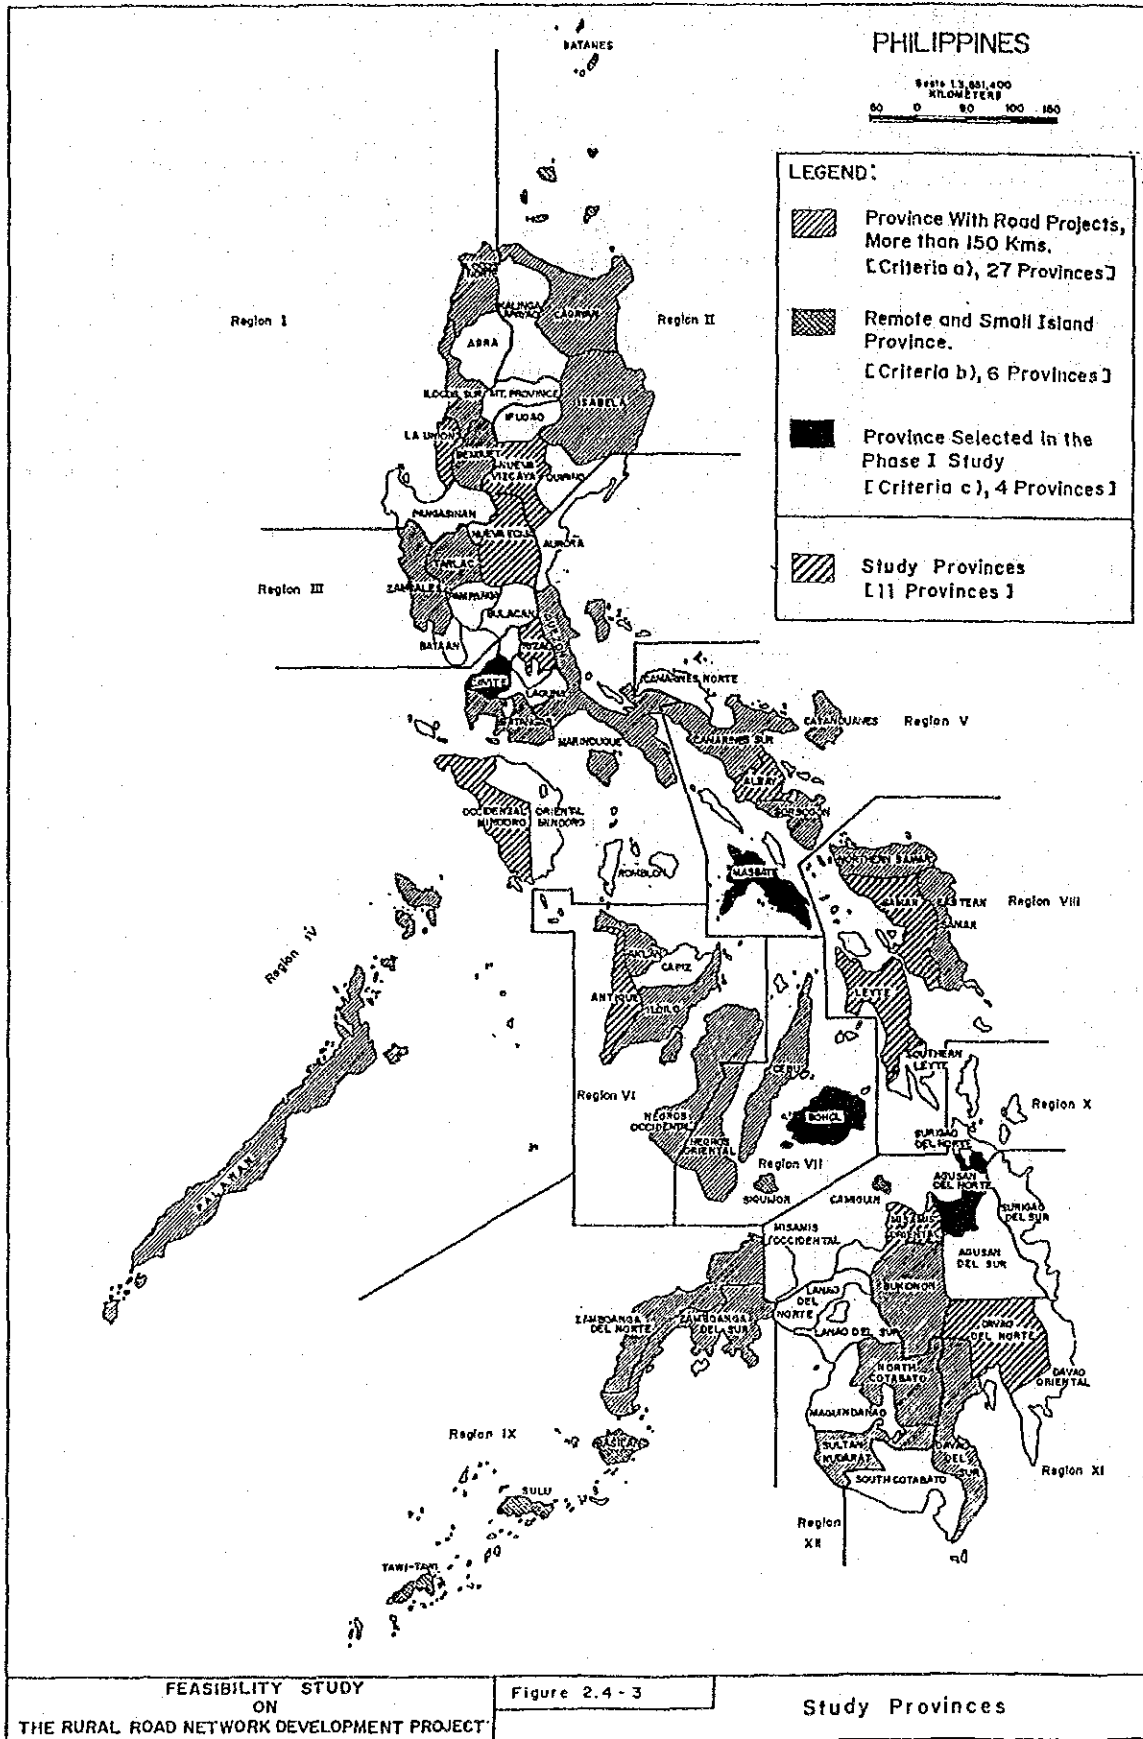 PHILIPPINES
Scale 1:3,851,400
KILOMETERS
50 0 50 100 150
LEGEND:
Province With Road Projects,
More than 150 Kms.
[Criteria a), 27 Provinces]
Remote and Small Island
Province.
[Criteria b), 6 Provinces]
Province Selected in the
Phase I Study
[Criteria c), 4 Provinces]
Study Provinces
[11 Provinces]
BATANES
Region I
Region II
NORTE
KALINGA
APAYAO
CAGAYAN
ABRA
ILOCOS SUR
MT. PROVINCE
ISABELA
IFUGAO
LA UNION
BENGUET
NUEVA
VIZCAYA
QUIRINO
PANGASINAN
NUEVA ECIJA
AURORA
TARLAC
Region III
ZAMBALES
PAMPANGA
BULACAN
BATAAN
RIZAL
QUEZON
CAVITE
LAGUNA
BATANGAS
CAMARINES NORTE
CATANDUANES
Region V
CAMARINES SUR
MARINDUQUE
ALBAY
SORSOGON
OCCIDENTAL
MINDORO
ORIENTAL
MINDORO
ROMBLON
MASBATE
NORTHERN SAMAR
SAMAR
EASTERN
SAMAR
Region VIII
Region IV
AKLAN
CAPIZ
ANTIQUE
ILOILO
LEYTE
SOUTHERN
LEYTE
CEBU
Region VI
NEGROS
OCCIDENTAL
NEGROS
ORIENTAL
BOHOL
Region X
SURIGAO
DEL NORTE
Region VII
SIQUIJOR
CAMIGUIN
AGUSAN
DEL NORTE
SURIGAO
DEL SUR
PALAWAN
MISAMIS
OCCIDENTAL
MISAMIS
ORIENTAL
AGUSAN
DEL SUR
BUKIDNON
LANAO
DEL
NORTE
ZAMBOANGA
DEL NORTE
ZAMBOANGA
DEL SUR
LANAO DEL SUR
DAVAO
DEL NORTE
NORTH
COTABATO
DAVAO
ORIENTAL
MAGUINDANAO
Region IX
BASILAN
SULTAN
KUDARAT
DAVAO
DEL
SUR
SOUTH COTABATO
Region XI
SULU
Region
XII
TAWI-TAWI
FEASIBILITY STUDY
ON
THE RURAL ROAD NETWORK DEVELOPMENT PROJECT
Figure 2.4-3
Study Provinces